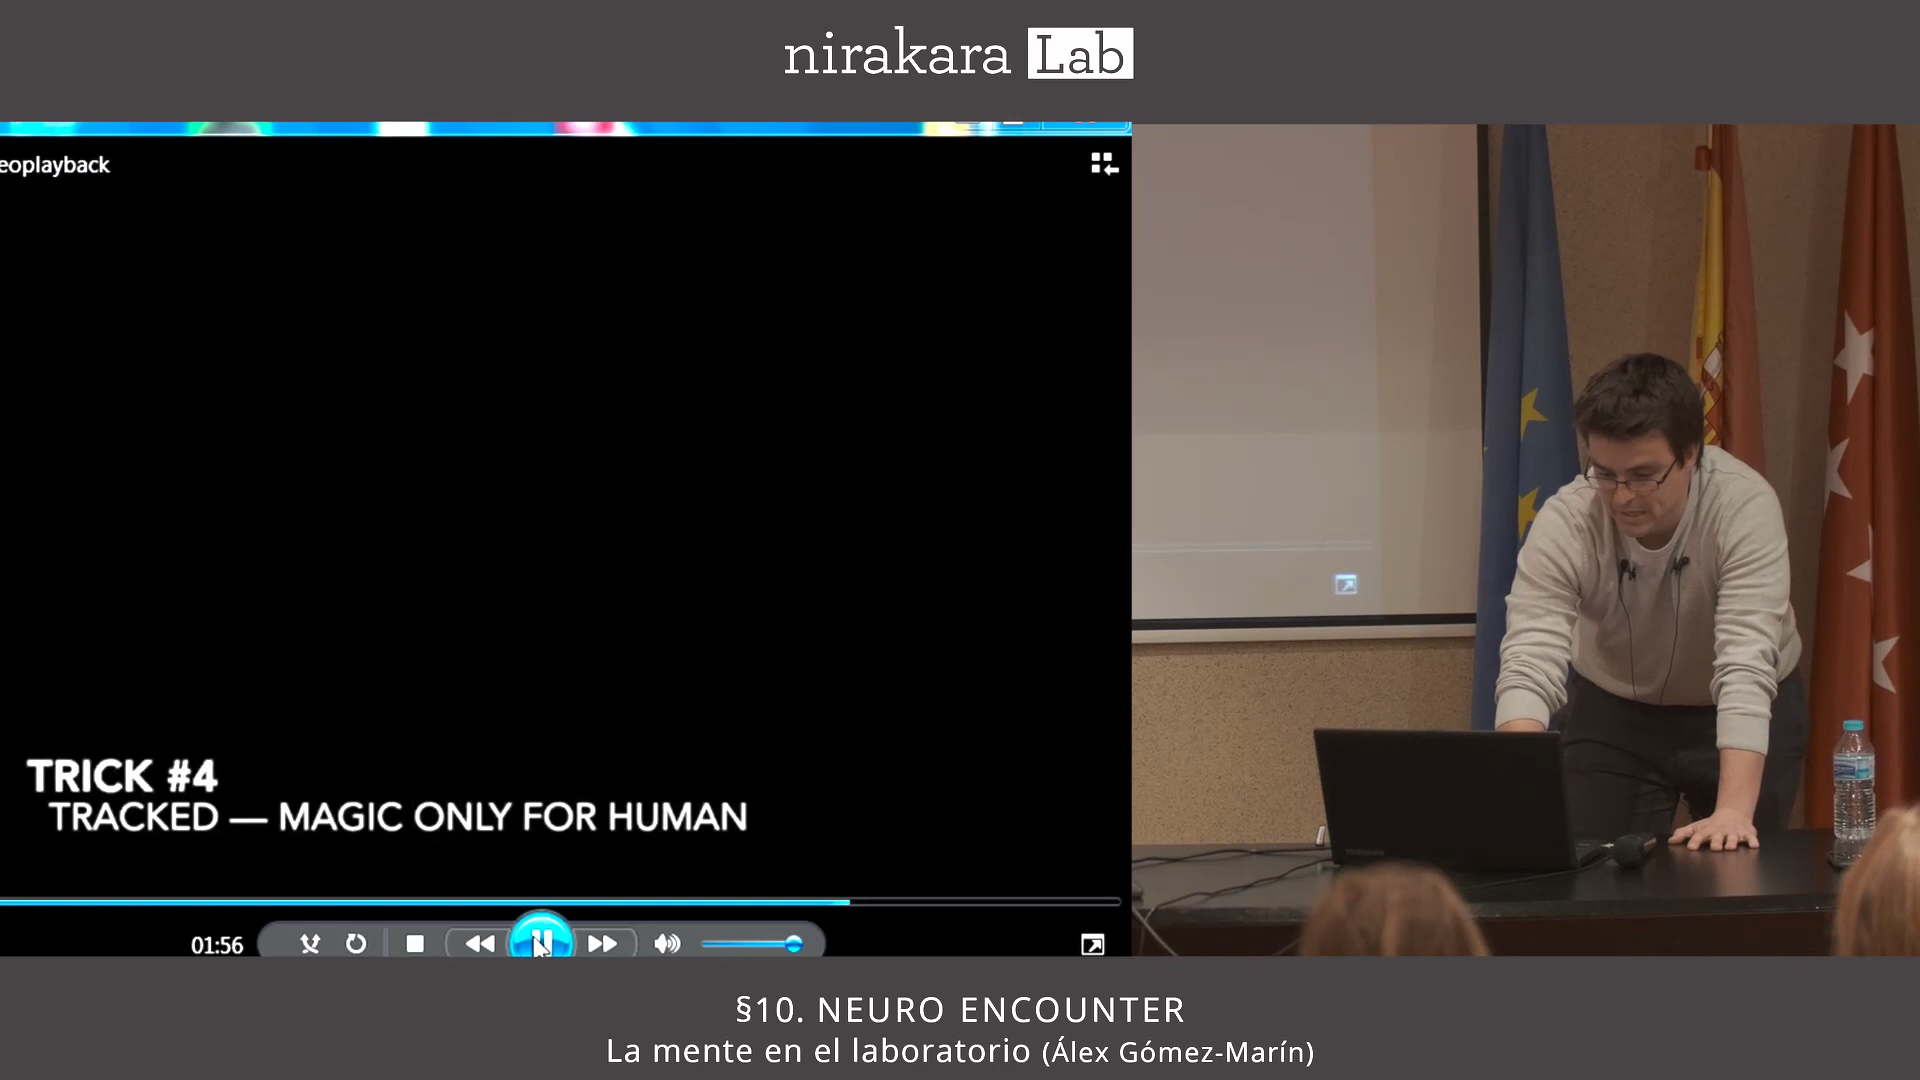 nirakara Lab
eoplayback
TRICK #4
TRACKED — MAGIC ONLY FOR HUMAN
01:56
§10. NEURO ENCOUNTER
La mente en el laboratorio (Álex Gómez-Marín)